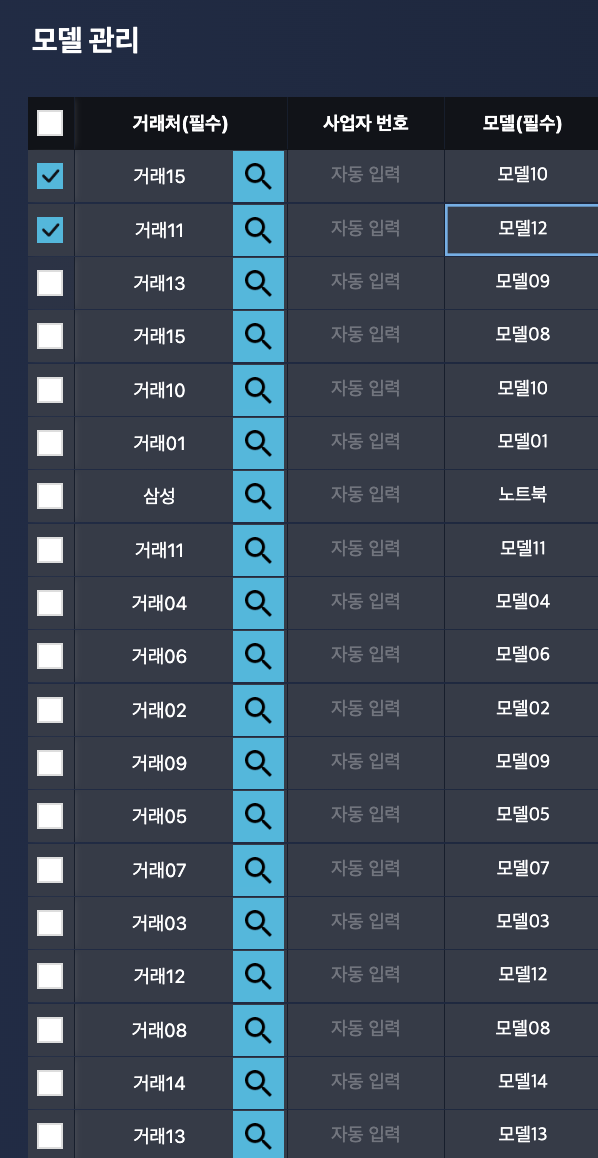 모델 관리
거래처(필수) 사업자 번호 모델(필수)
거래15 자동 입력 모델10
거래11 자동 입력 모델12
거래13 자동 입력 모델09
거래15 자동 입력 모델08
거래10 자동 입력 모델10
거래01 자동 입력 모델01
삼성 자동 입력 노트북
거래11 자동 입력 모델11
거래04 자동 입력 모델04
거래06 자동 입력 모델06
거래02 자동 입력 모델02
거래09 자동 입력 모델09
거래05 자동 입력 모델05
거래07 자동 입력 모델07
거래03 자동 입력 모델03
거래12 자동 입력 모델12
거래08 자동 입력 모델08
거래14 자동 입력 모델14
거래13 자동 입력 모델13